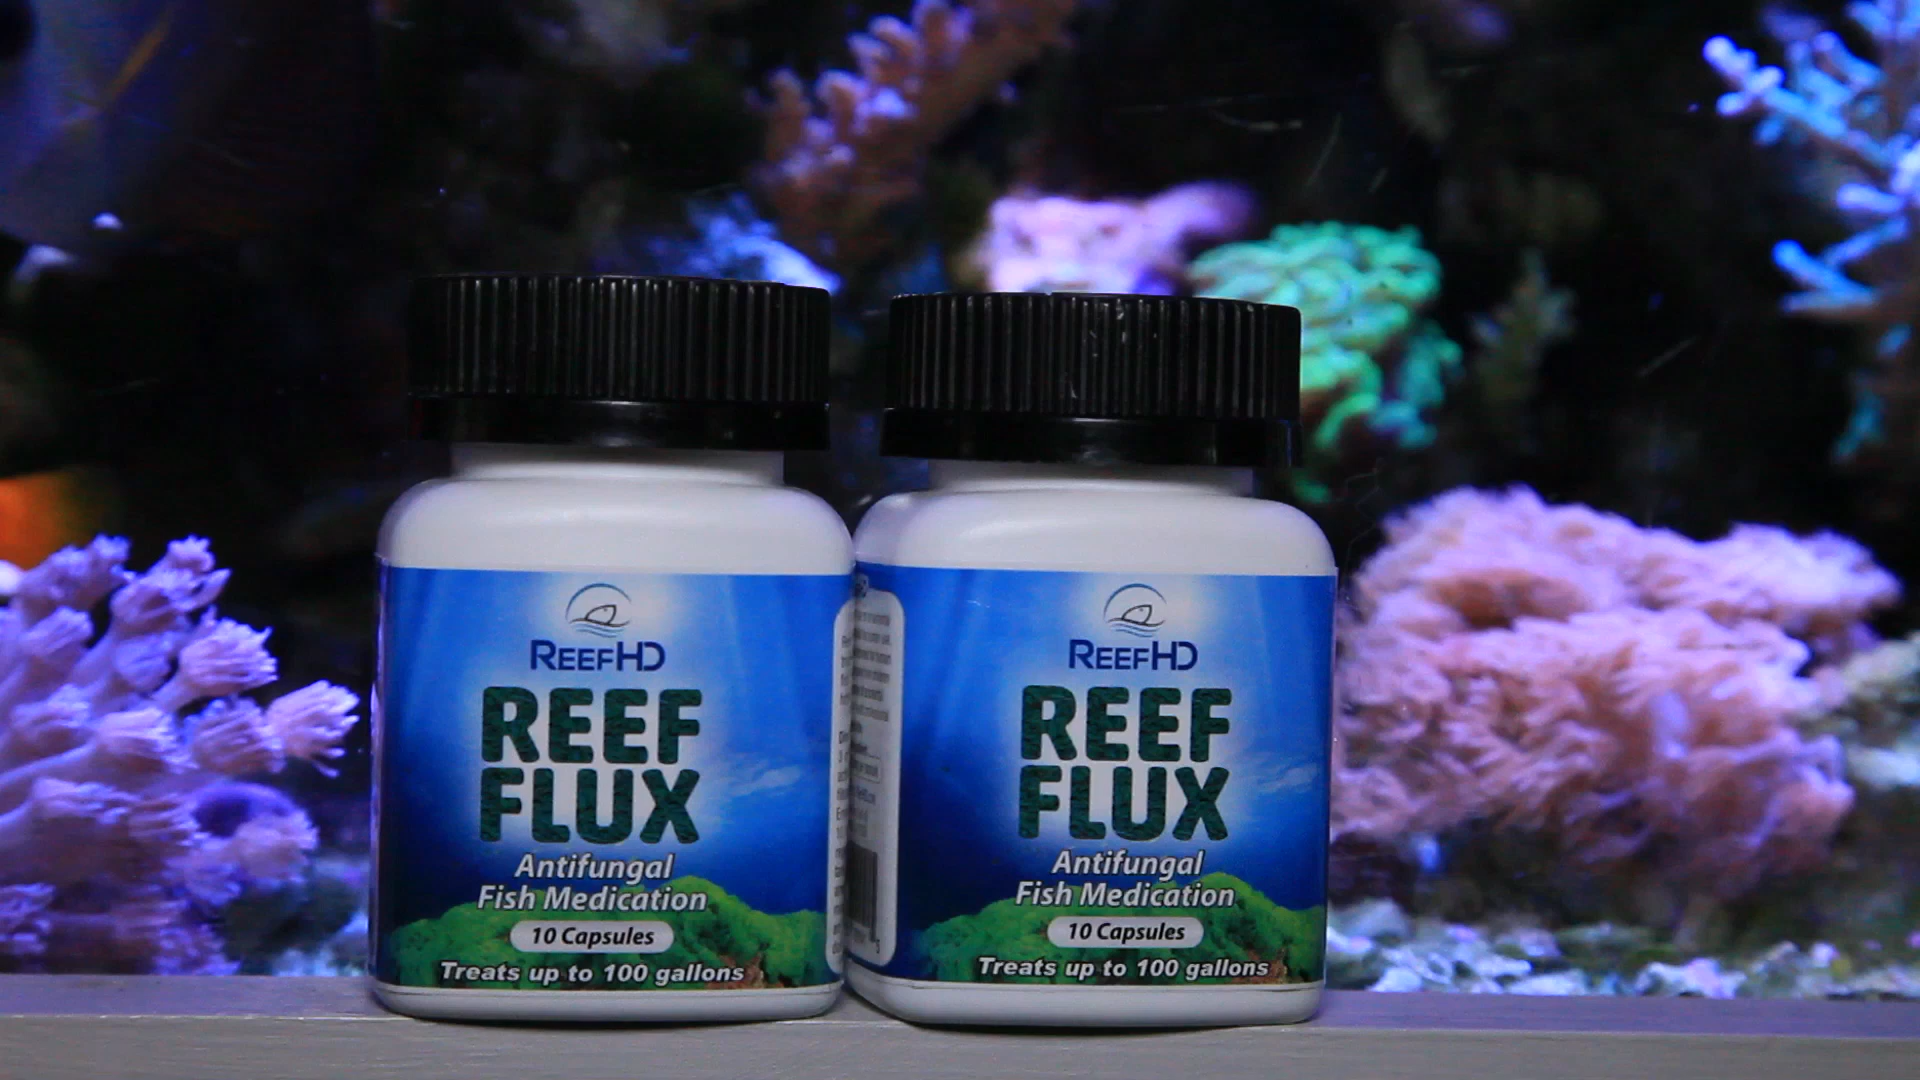 REEFHD
REEF
FLUX
Antifungal
Fish Medication
10 Capsules
Treats up to 100 gallons
REEFHD
REEF
FLUX
Antifungal
Fish Medication
10 Capsules
Treats up to 100 gallons